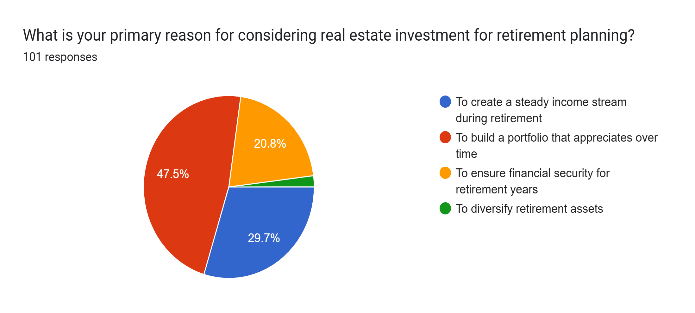 What is your primary reason for considering real estate investment for retirement planning?
101 responses
20.8%
47.5%
29.7%
To create a steady income stream
during retirement
To build a portfolio that appreciates over
time
To ensure financial security for
retirement years
To diversify retirement assets